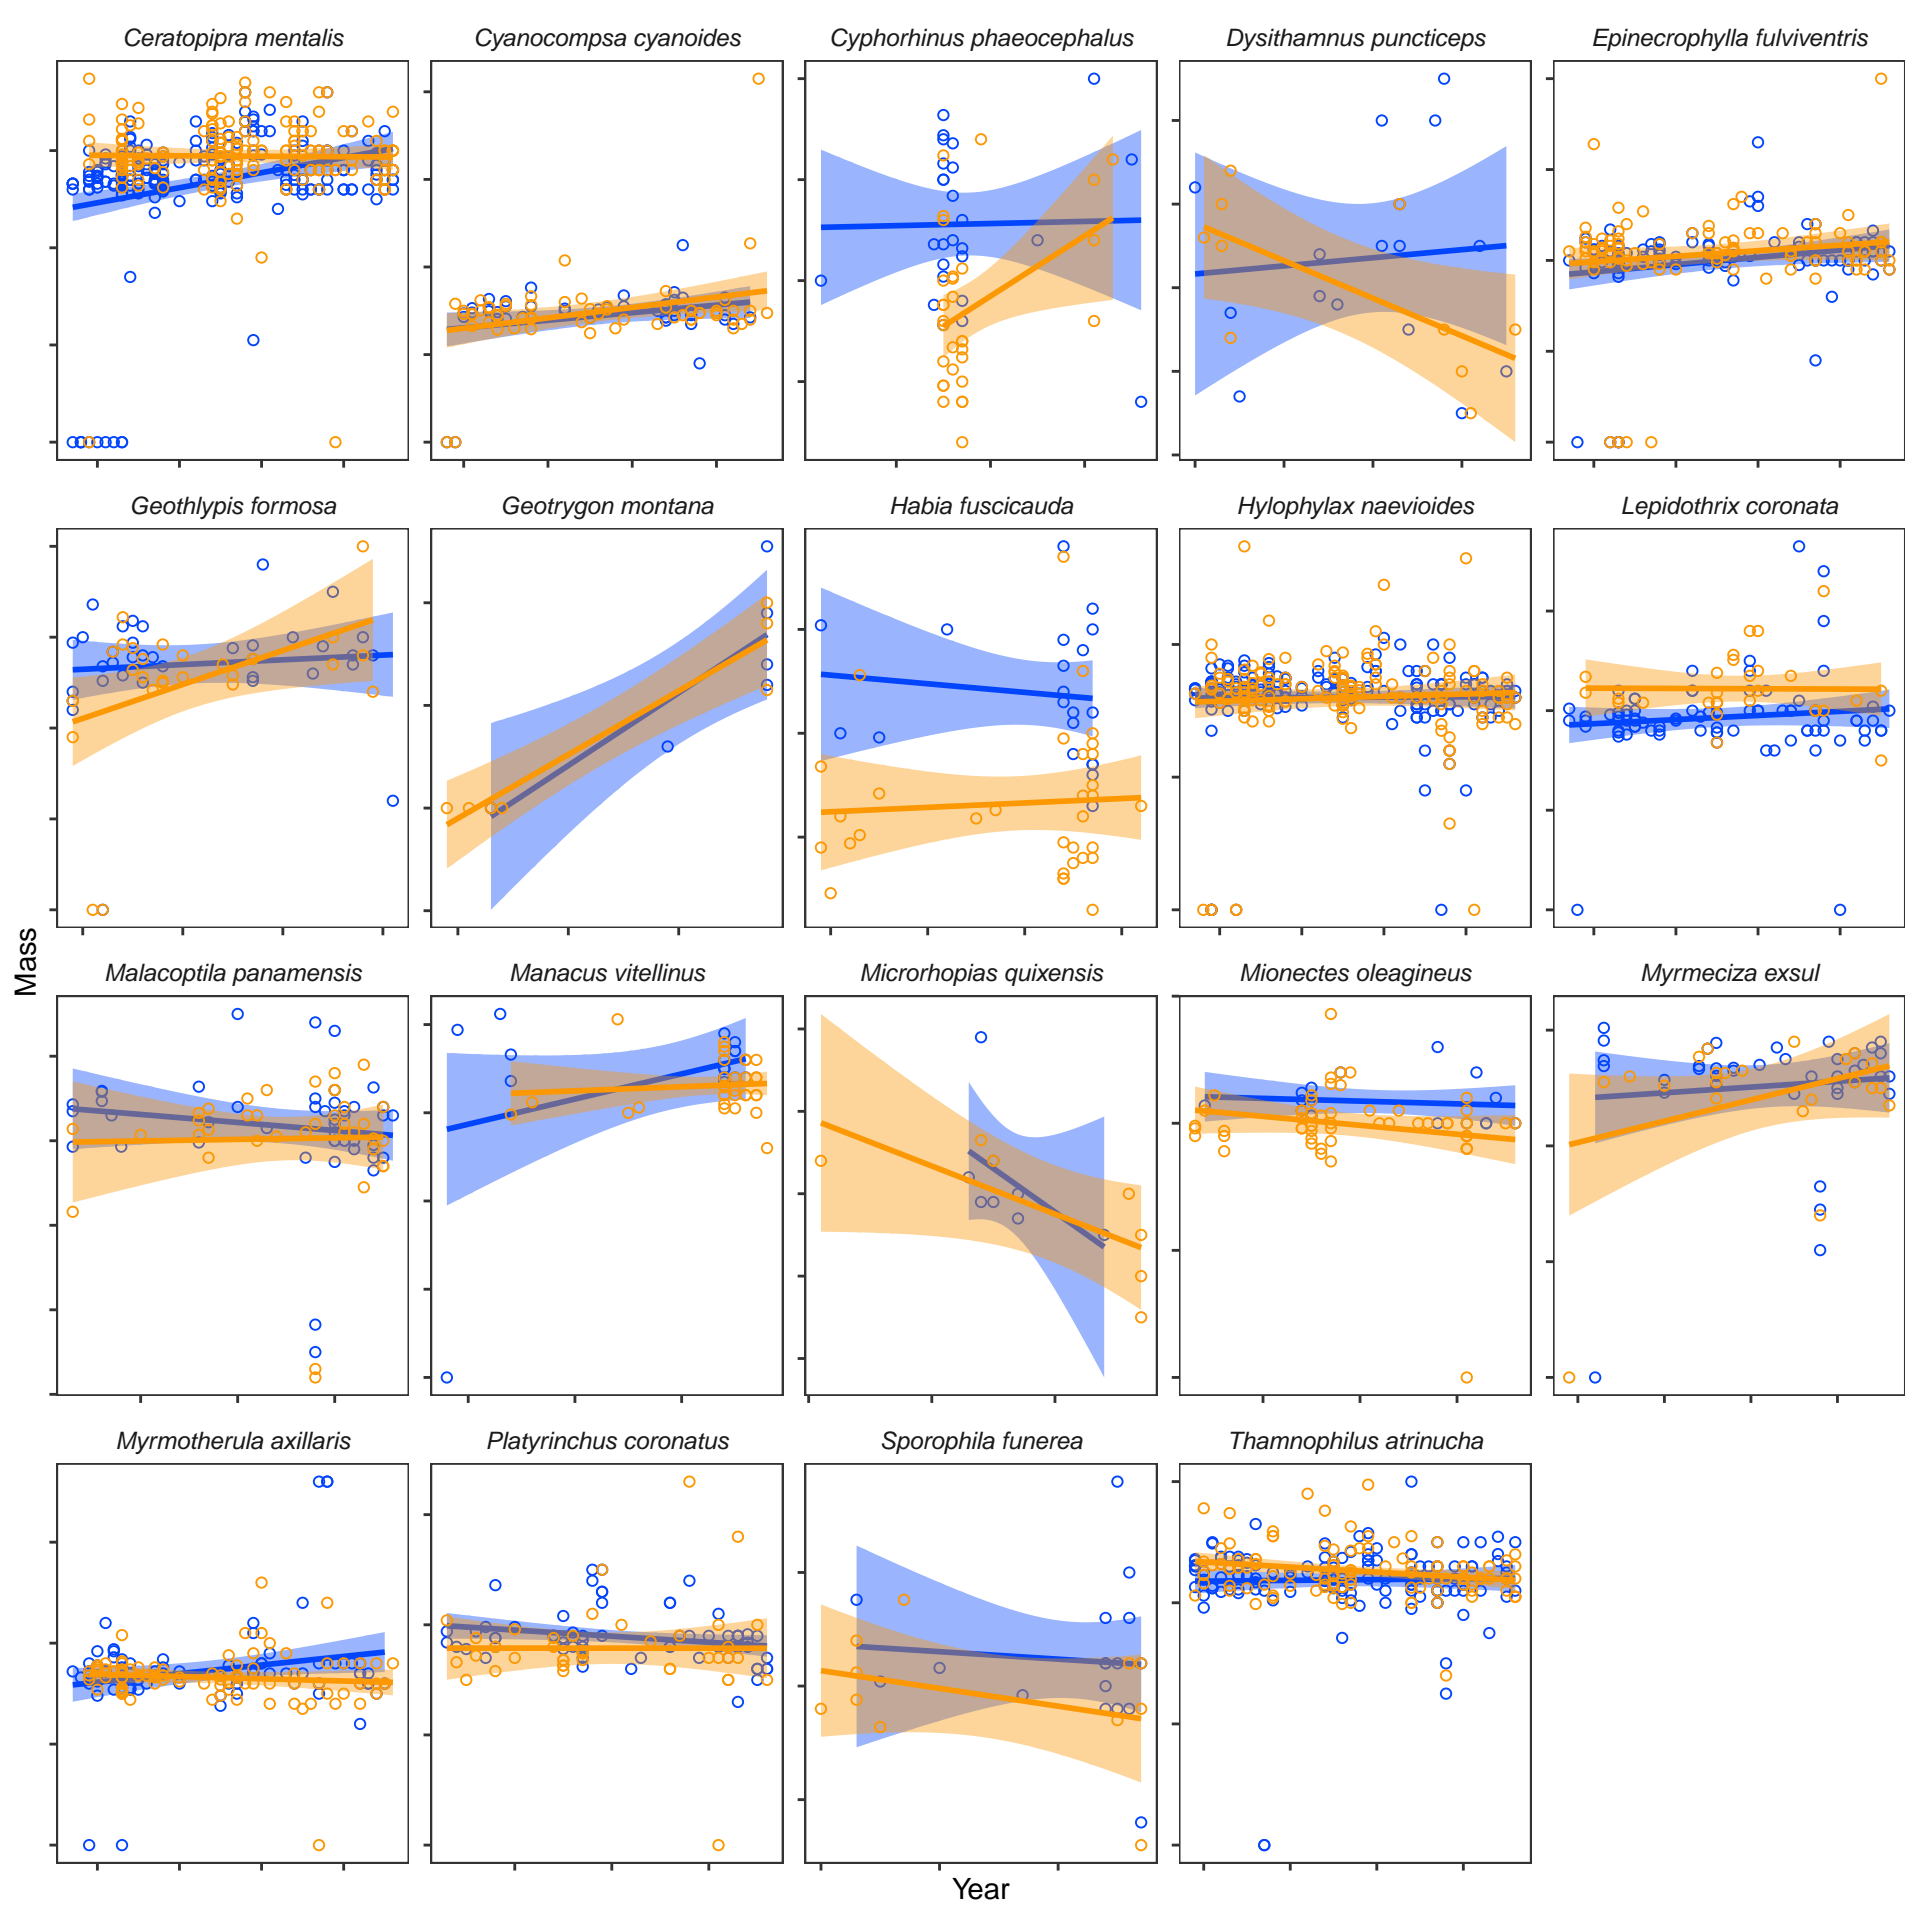 Ceratopipra mentalis
Cyanocompsa cyanoides
Cyphorhinus phaeocephalus
Dysithamnus puncticeps
Epinecrophylla fulviventris
Geothlypis formosa
Geotrygon montana
Habia fuscicauda
Hylophylax naevioides
Lepidothrix coronata
Mass
Malacoptila panamensis
Manacus vitellinus
Microrhopias quixensis
Mionectes oleagineus
Myrmeciza exsul
Myrmotherula axillaris
Platyrinchus coronatus
Sporophila funerea
Thamnophilus atrinucha
Year